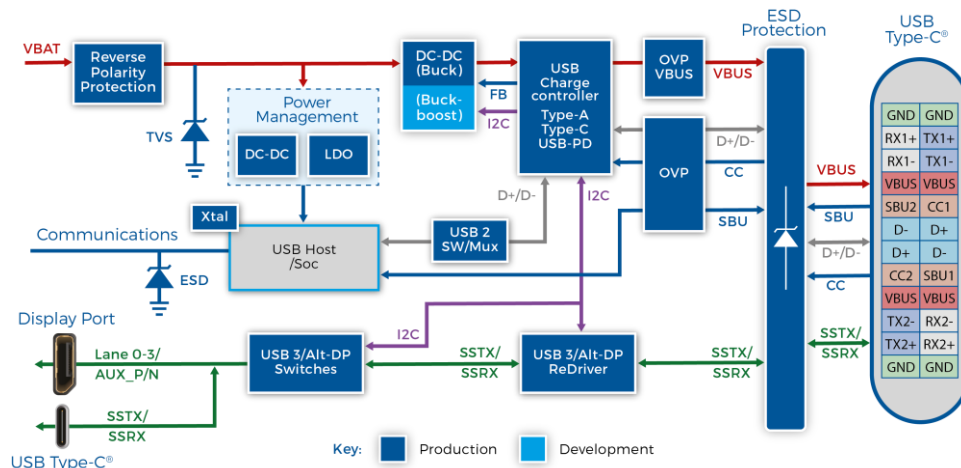 ESD
Protection
USB
Type-C®
VBAT
Reverse
Polarity
Protection
DC-DC
(Buck)
(Buck-
boost)
FB
I2C
USB
Charge
controller
Type-A
Type-C
USB-PD
OVP
VBUS
VBUS
Power
Management
DC-DC
LDO
TVS
OVP
D+/D-
CC
SBU
D+/D-
I2C
Xtal
USB Host
/Soc
USB 2
SW/Mux
Communications
ESD
VBUS
SBU
D+/D-
CC
SSTX/
SSRX
GND GND
RX1+ TX1+
RX1- TX1-
VBUS VBUS
SBU2 CC1
D- D+
D+ D-
CC2 SBU1
VBUS VBUS
TX2- RX2-
TX2+ RX2+
GND GND
Display Port
Lane 0-3/
AUX_P/N
I2C
USB 3/Alt-DP
Switches
SSTX/
SSRX
USB 3/Alt-DP
ReDriver
SSTX/
SSRX
SSTX/
SSRX
USB Type-C®
Key: Production Development